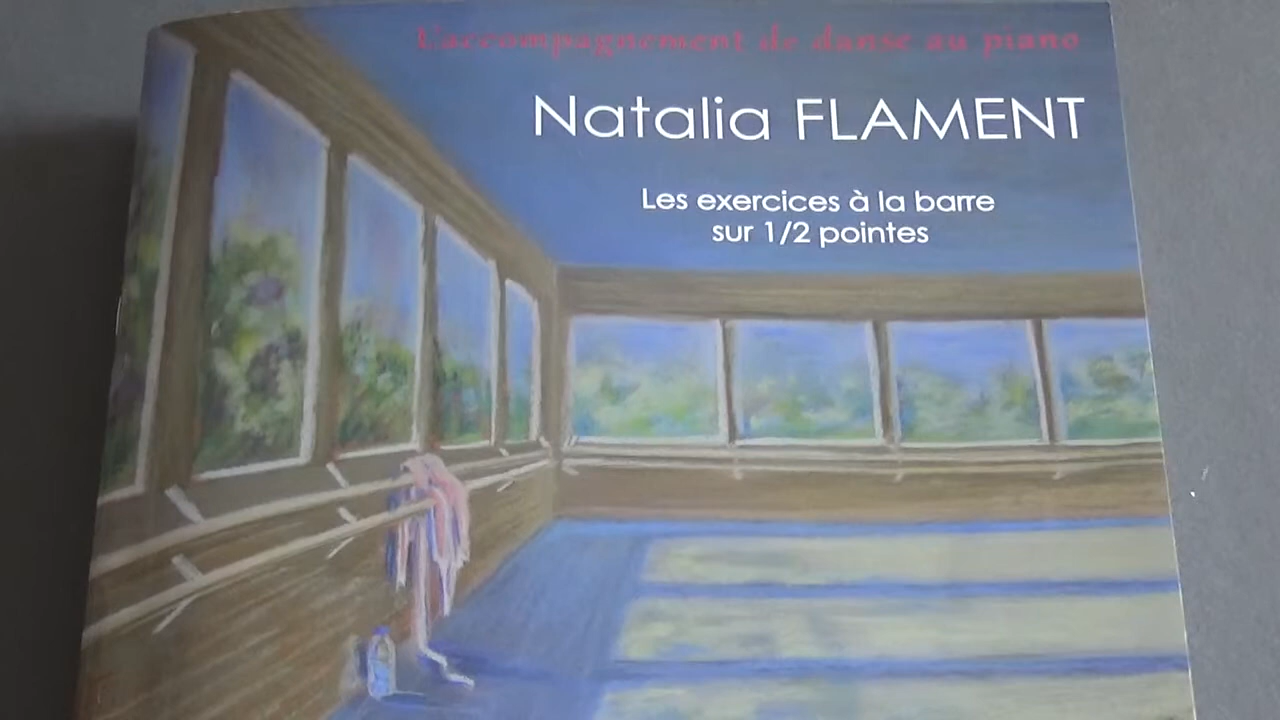 L'accompagnement de danse au piano
Natalia FLAMENT
Les exercices à la barre
sur 1/2 pointes